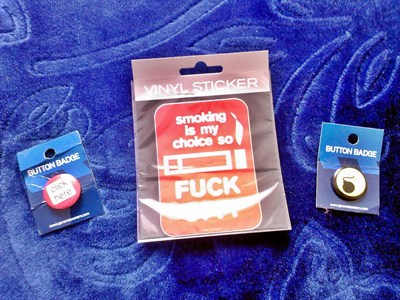 VINYL STICKER
smoking
is my
choice so
FUCK
BUTTON BADGE
click
here
BUTTON BADGE